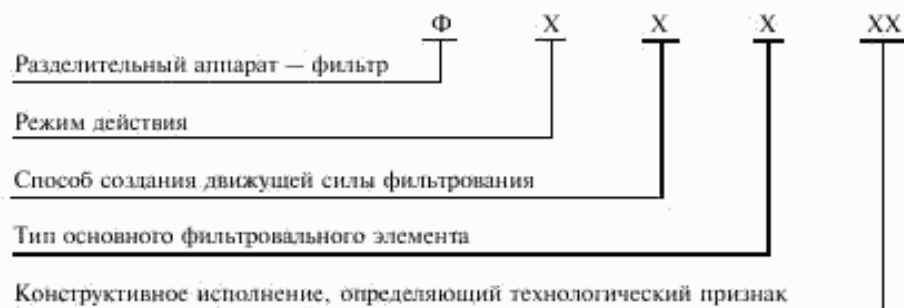 Ф Х Х Х ХХ
Разделительный аппарат — фильтр
Режим действия
Способ создания движущей силы фильтрования
Тип основного фильтровального элемента
Конструктивное исполнение, определяющий технологический признак